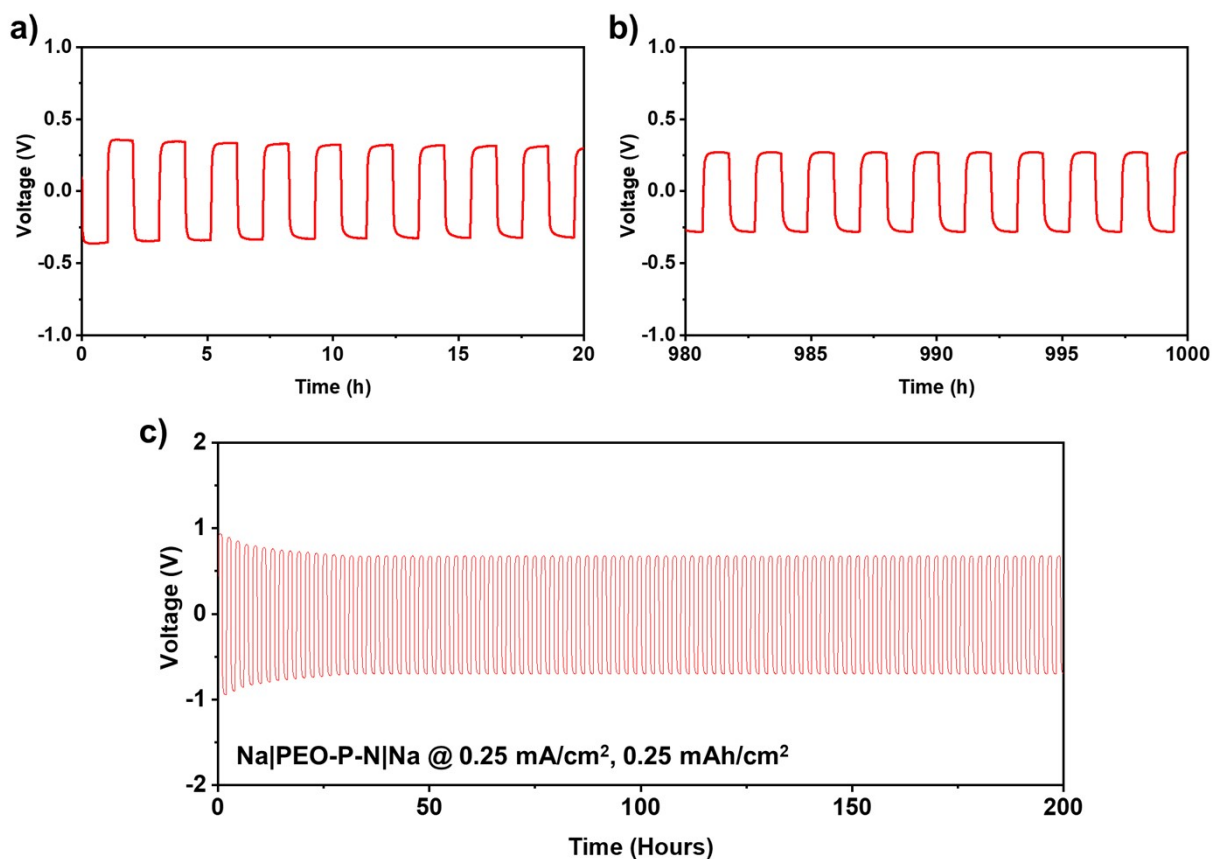 a)
1.0
0.5
0.0
-0.5
-1.0
Voltage (V)
0 5 10 15 20
Time (h)
b)
1.0
0.5
0.0
-0.5
-1.0
Voltage (V)
980 985 990 995 1000
Time (h)
c)
2
1
0
-1
-2
Voltage (V)
Na|PEO-P-N|Na @ 0.25 mA/cm², 0.25 mAh/cm²
0 50 100 150 200
Time (Hours)